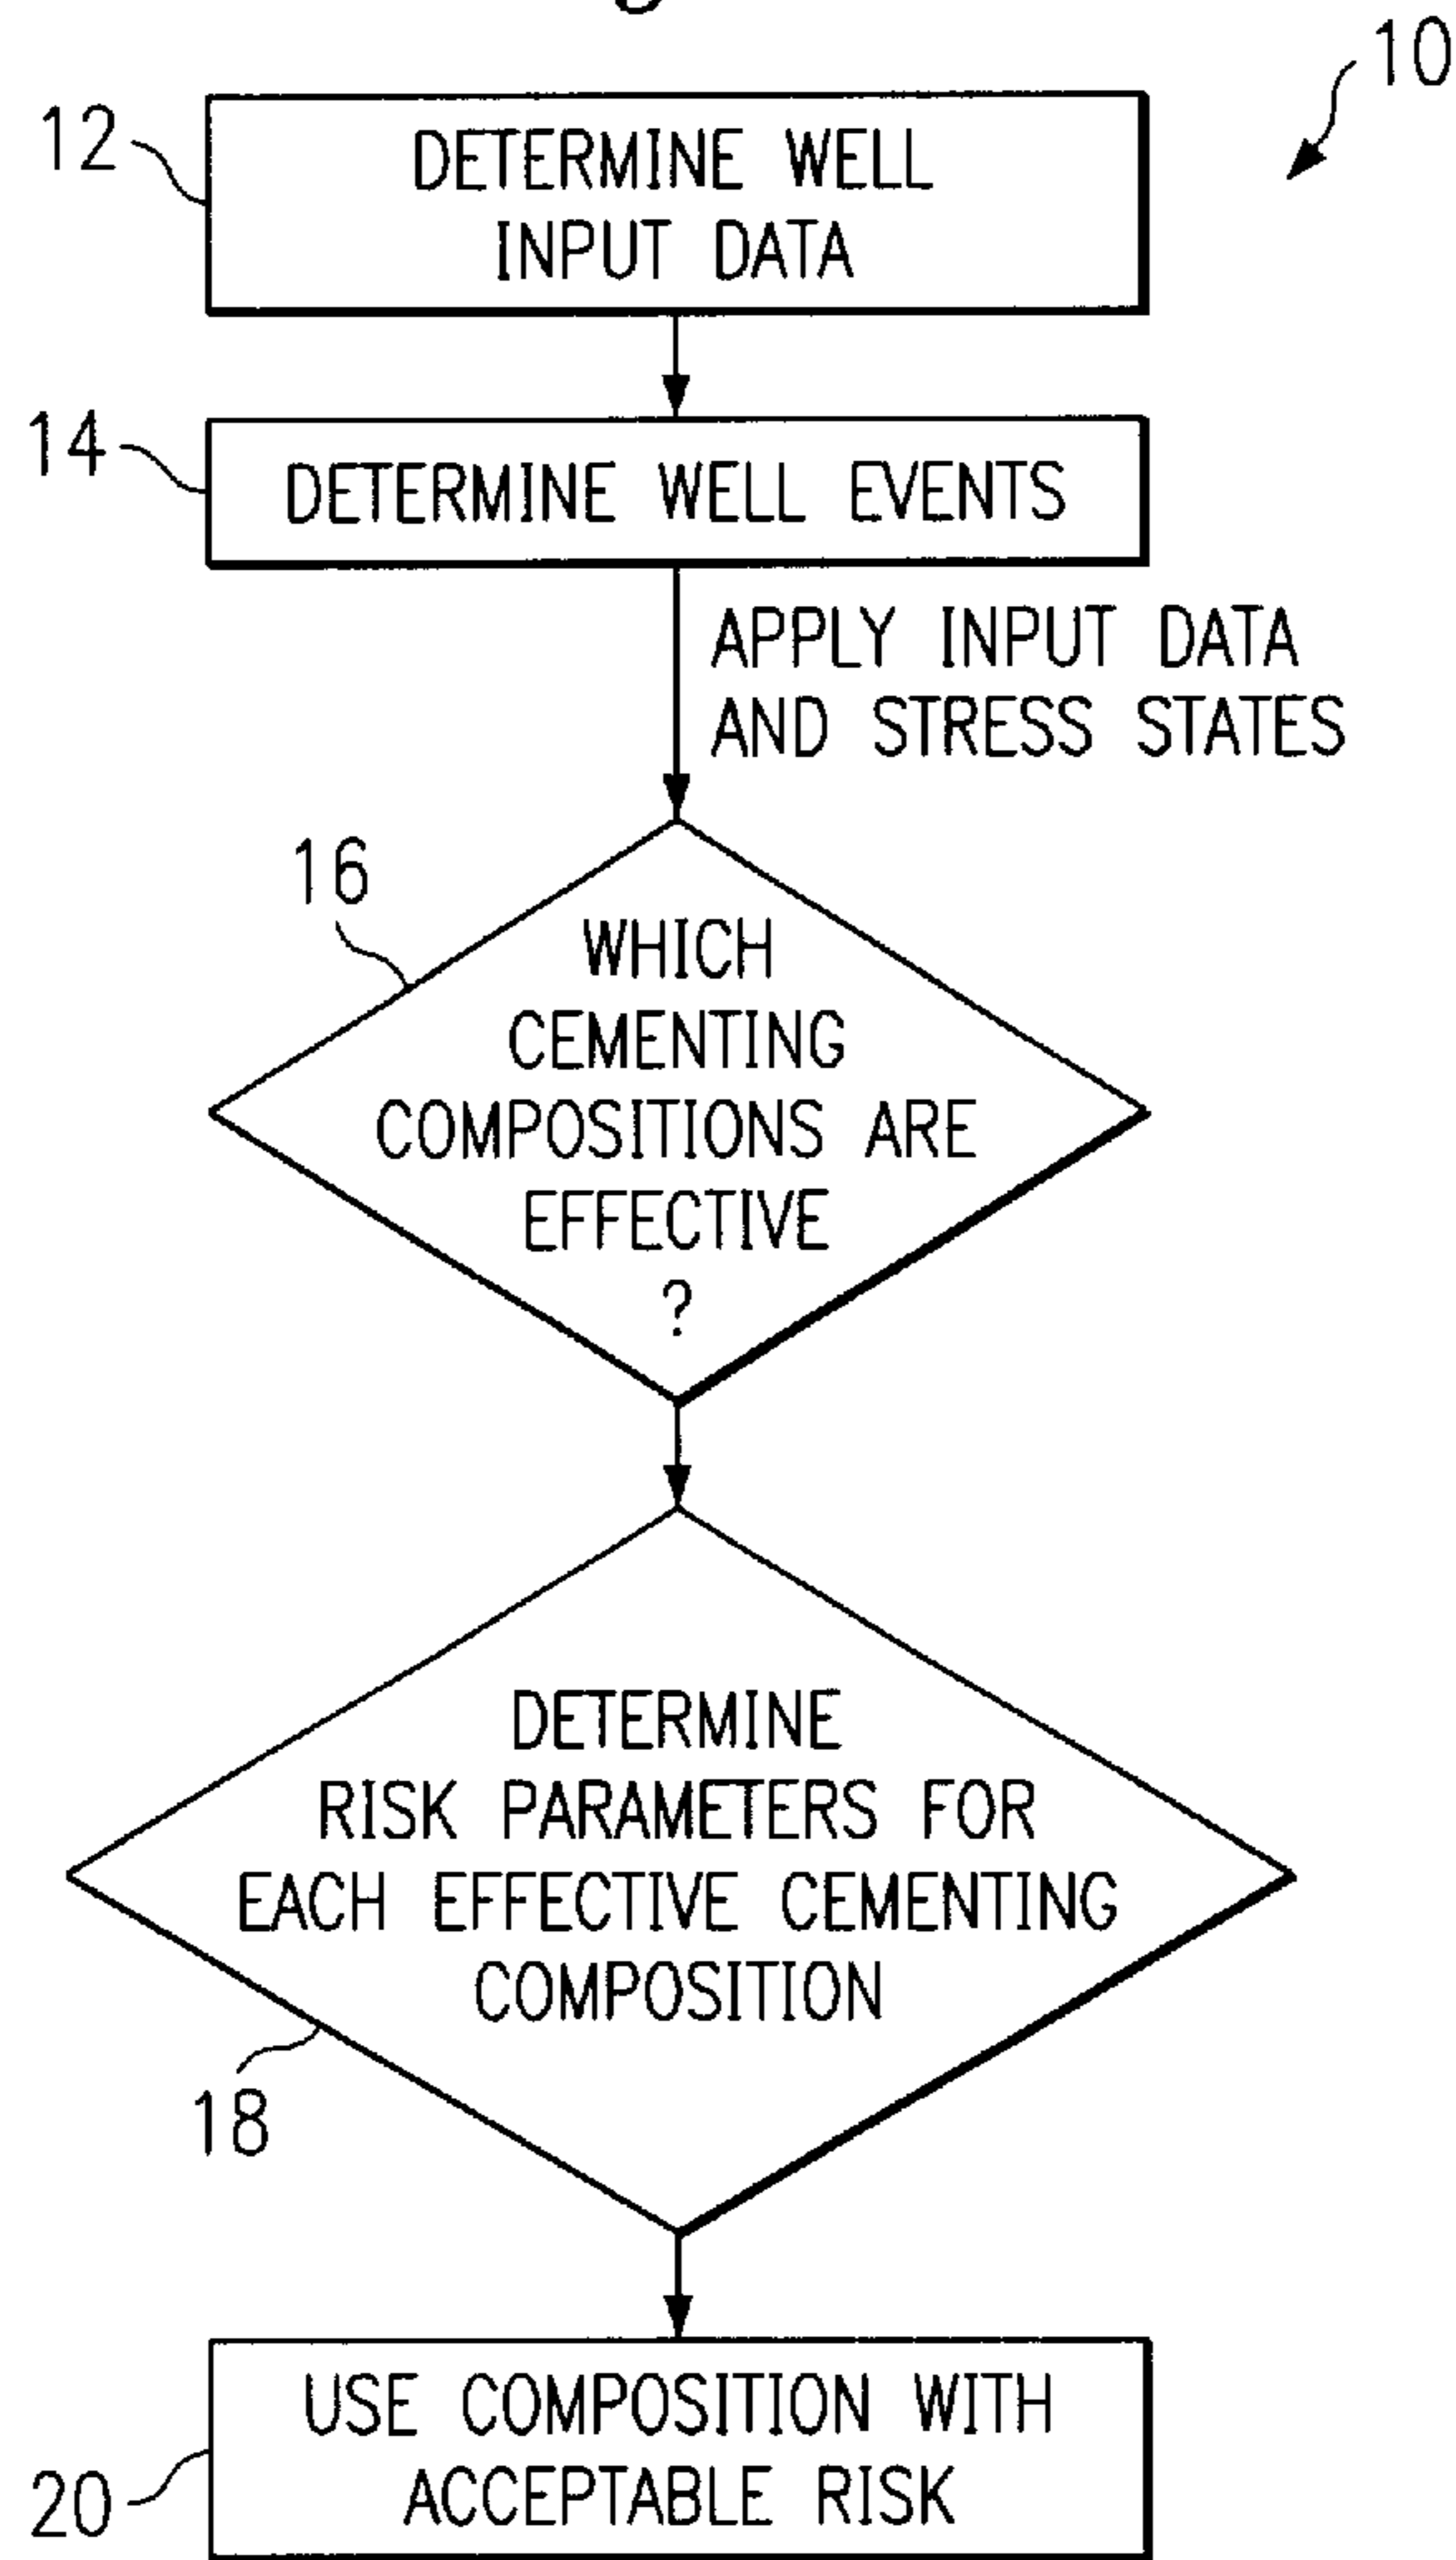 10
12
DETERMINE WELL
INPUT DATA
14
DETERMINE WELL EVENTS
APPLY INPUT DATA
AND STRESS STATES
16
WHICH
CEMENTING
COMPOSITIONS ARE
EFFECTIVE
?
DETERMINE
RISK PARAMETERS FOR
EACH EFFECTIVE CEMENTING
COMPOSITION
18
USE COMPOSITION WITH
ACCEPTABLE RISK
20